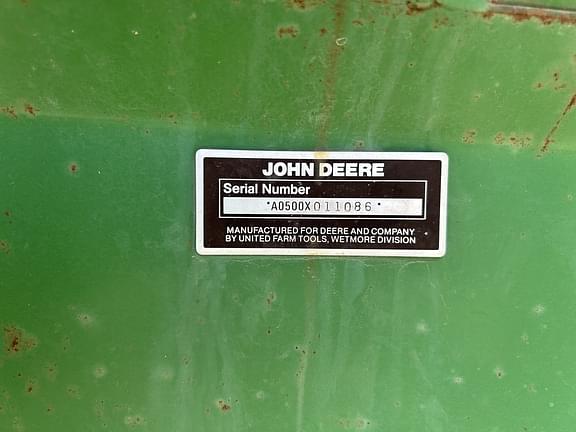 JOHN DEERE
Serial Number
*A0500X011086*
MANUFACTURED FOR DEERE AND COMPANY
BY UNITED FARM TOOLS, WETMORE DIVISION